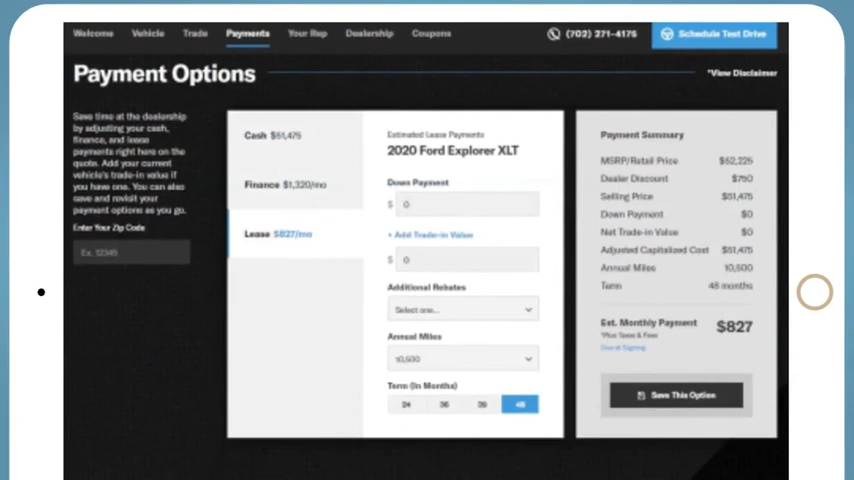 Welcome Vehicle Trade Payments Your Rep Dealership Coupons (702) 271-4175 Schedule Test Drive
Payment Options
*View Disclaimer
Save time at the dealership
by adjusting your cash,
finance, and lease
payments right here on the
quote. Add your current
vehicle's trade-in value if
you have one. You can also
save and revisit your
payment options as you go.
Enter Your Zip Code
Ex. 12345
Cash $51,475
Finance $1,320/mo
Lease $827/mo
Estimated Lease Payments
2020 Ford Explorer XLT
Down Payment
$ 0
+ Add Trade-in Value
$ 0
Additional Rebates
Select one...
Annual Miles
10,500
Term (In Months)
24 36 39 48
Payment Summary
MSRP/Retail Price $52,225
Dealer Discount $750
Selling Price $51,475
Down Payment $0
Net Trade-in Value $0
Adjusted Capitalized Cost $51,475
Annual Miles 10,500
Term 48 months
Est. Monthly Payment $827
*Plus Taxes & Fees
Due at Signing
Save This Option